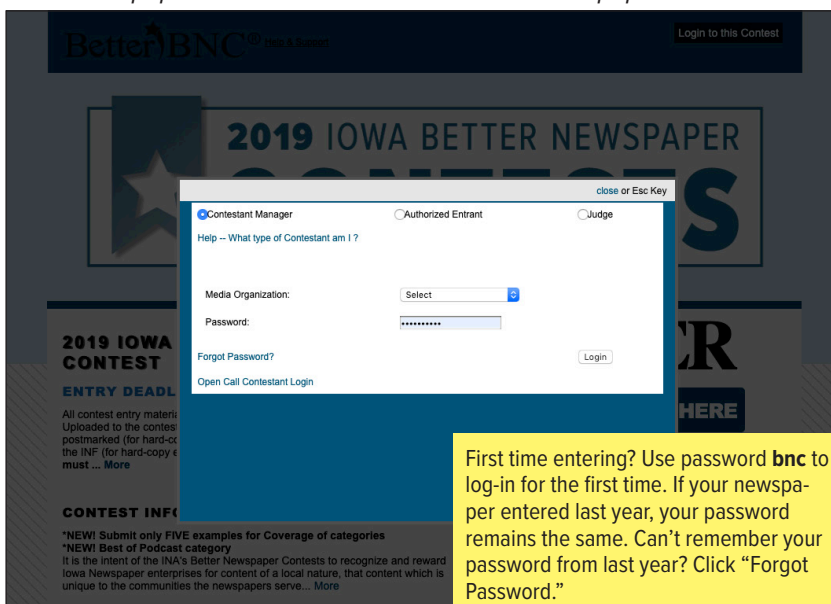 BetterBNC® Help & Support
Login to this Contest
2019 IOWA BETTER NEWSPAPER
close or Esc Key
Contestant Manager
Authorized Entrant
Judge
Help -- What type of Contestant am I ?
Media Organization:
Select
Password:
••••••••••
Forgot Password?
Login
Open Call Contestant Login
2019 IOWA
CONTEST
ENTRY DEADL
HERE
All contest entry materia
Uploaded to the contes
postmarked (for hard-co
the INF (for hard-copy e
must ... More
CONTEST INFO
*NEW! Submit only FIVE examples for Coverage of categories
*NEW! Best of Podcast category
It is the intent of the INA's Better Newspaper Contests to recognize and reward
Iowa Newspaper enterprises for content of a local nature, that content which is
unique to the communities the newspapers serve... More
First time entering? Use password bnc to
log-in for the first time. If your newspa-
per entered last year, your password
remains the same. Can't remember your
password from last year? Click "Forgot
Password."